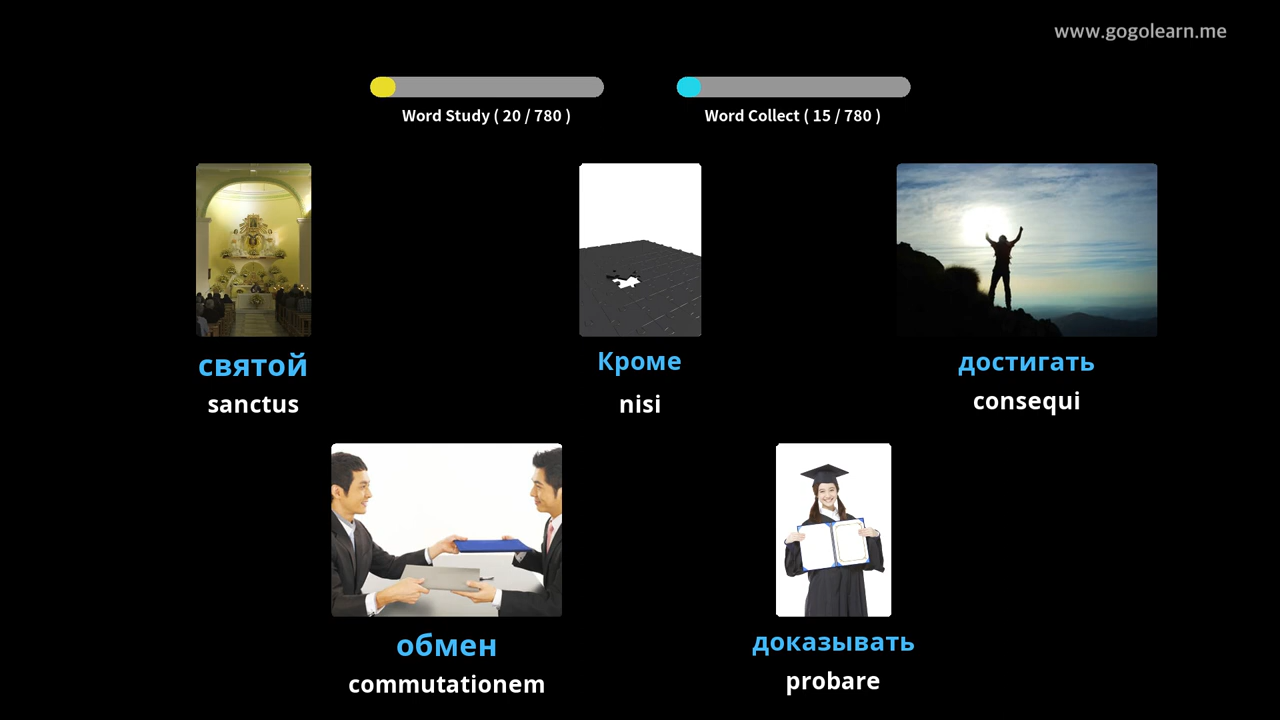 www.gogolearn.me
Word Study ( 20 / 780 )
Word Collect ( 15 / 780 )
святой
Кроме
достигать
sanctus
nisi
consequi
обмен
доказывать
commutationem
probare